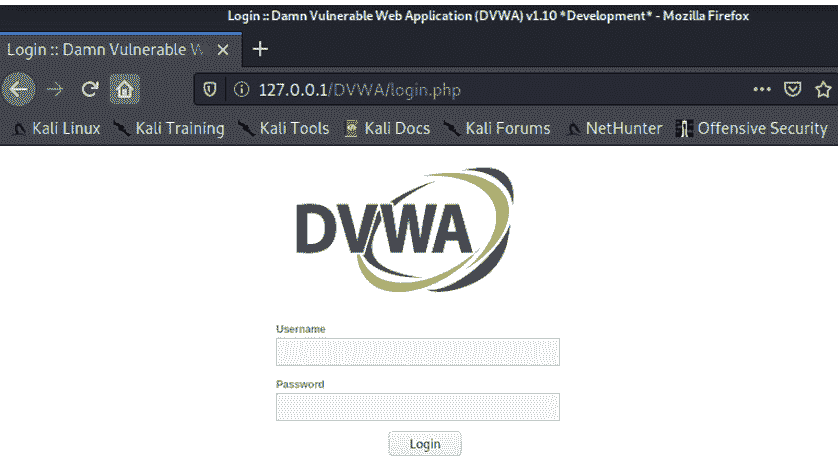 Login :: Damn Vulnerable Web Application (DVWA) v1.10 *Development* - Mozilla Firefox
Login :: Damn Vulnerable W
127.0.0.1/DVWA/login.php
Kali Linux Kali Training Kali Tools Kali Docs Kali Forums NetHunter Offensive Security
DVWA
Username
Password
Login